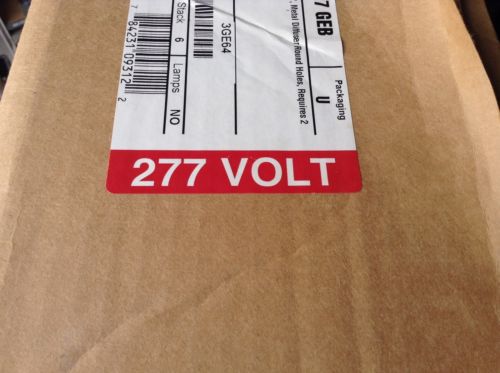 7 GEB
, Metal Diffuser/Round Holes, Requires 2
Packaging
U
3GE64
Stack 6 Lamps NO
7 84231 09312 2
277 VOLT